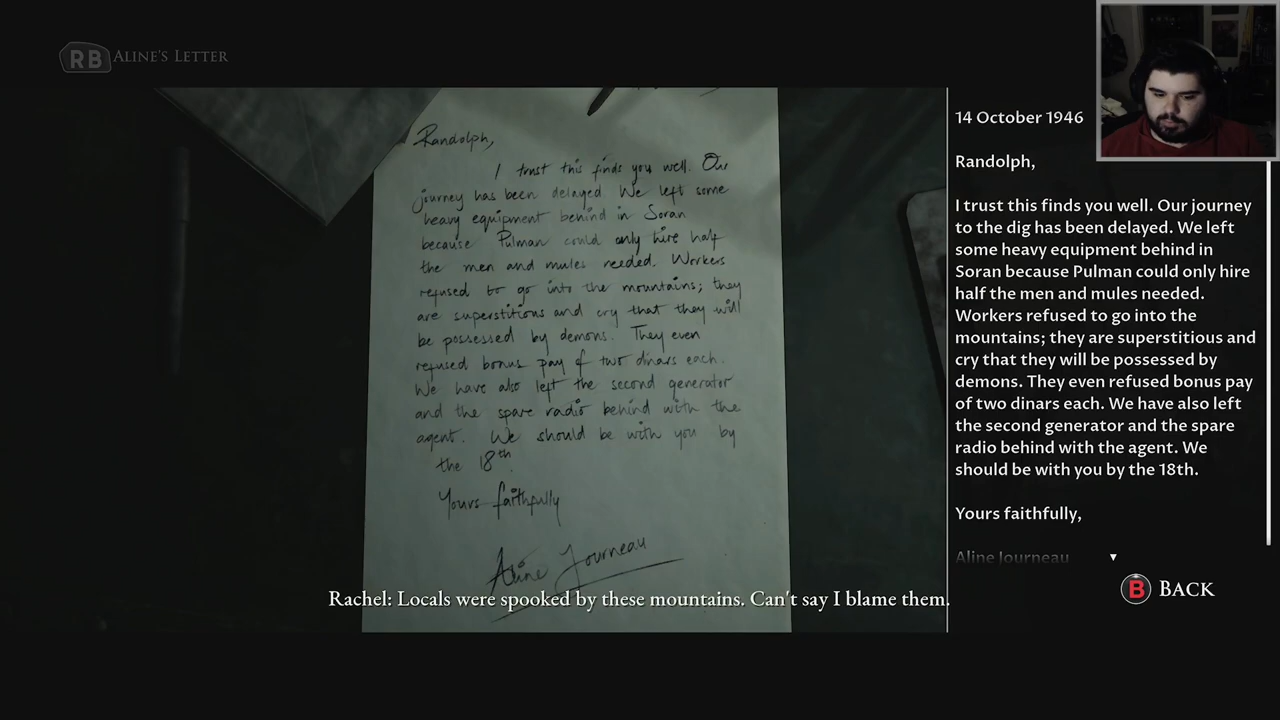 RB ALINE'S LETTER
Randolph,
I trust this finds you well. Our
journey has been delayed. We left some
heavy equipment behind in Soran
because Pulman could only hire half
the men and mules needed. Workers
refused to go into the mountains; they
are superstitious and cry that they will
be possessed by demons. They even
refused bonus pay of two dinars each.
We have also left the second generator
and the spare radio behind with the
agent. We should be with you by
the 18th.
Yours faithfully
Aline Journeau
Rachel: Locals were spooked by these mountains. Can't say I blame them.
14 October 1946
Randolph,
I trust this finds you well. Our journey
to the dig has been delayed. We left
some heavy equipment behind in
Soran because Pulman could only hire
half the men and mules needed.
Workers refused to go into the
mountains; they are superstitious and
cry that they will be possessed by
demons. They even refused bonus pay
of two dinars each. We have also left
the second generator and the spare
radio behind with the agent. We
should be with you by the 18th.
Yours faithfully,
Aline Journeau
B BACK